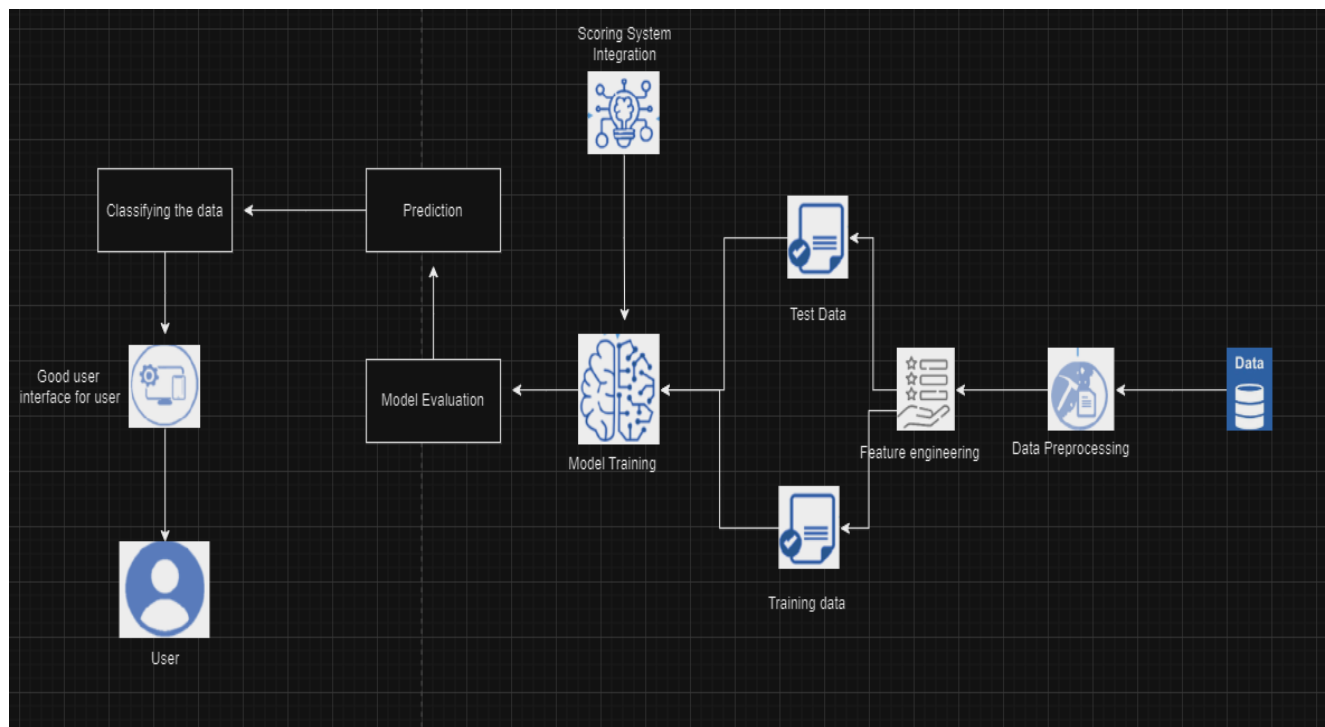 Scoring System
Integration
Classifying the data
Prediction
Test Data
Good user
interface for user
Model Evaluation
Model Training
Feature engineering
Data Preprocessing
Data
Training data
User